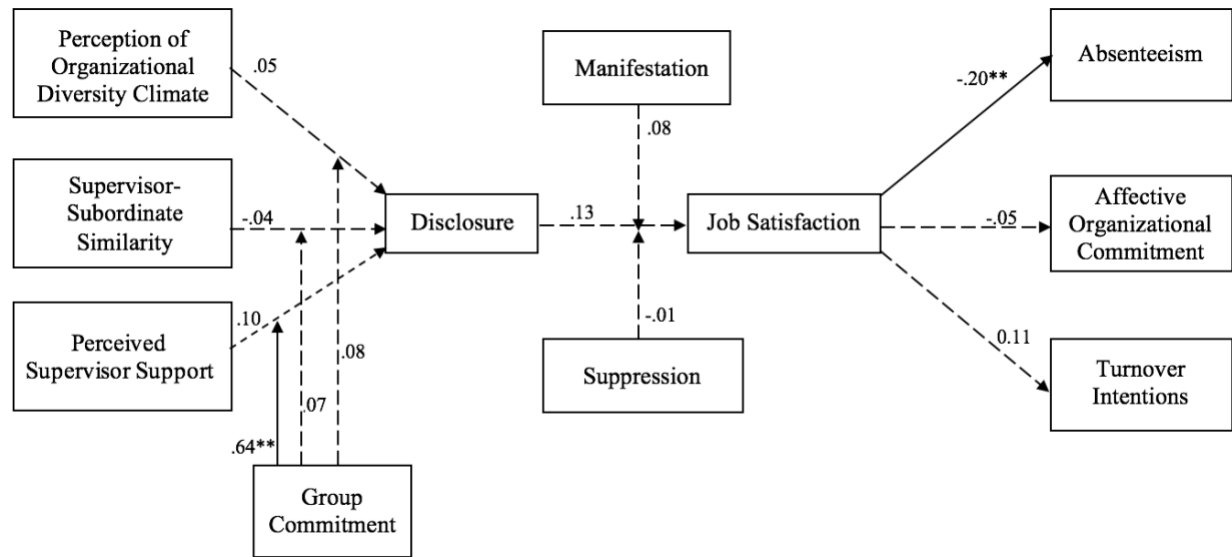 Perception of
Organizational
Diversity Climate
.05
Supervisor-
Subordinate
Similarity
-.04
Perceived
Supervisor Support
.10
.64**
.07
.08
Group
Commitment
Disclosure
.13
Manifestation
.08
Suppression
-.01
Job Satisfaction
-.20**
-.05
0.11
Absenteeism
Affective
Organizational
Commitment
Turnover
Intentions